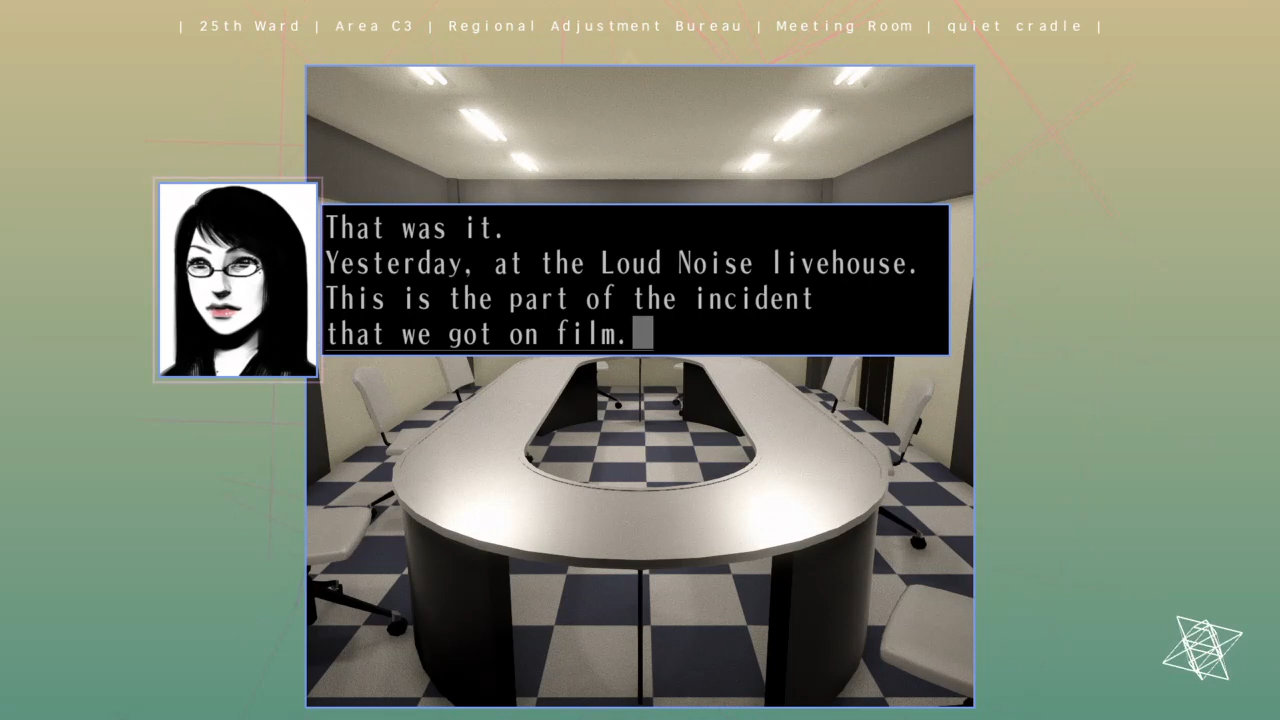 | 25th Ward | Area C3 | Regional Adjustment Bureau | Meeting Room | quiet cradle |
That was it.
Yesterday, at the Loud Noise livehouse.
This is the part of the incident
that we got on film.